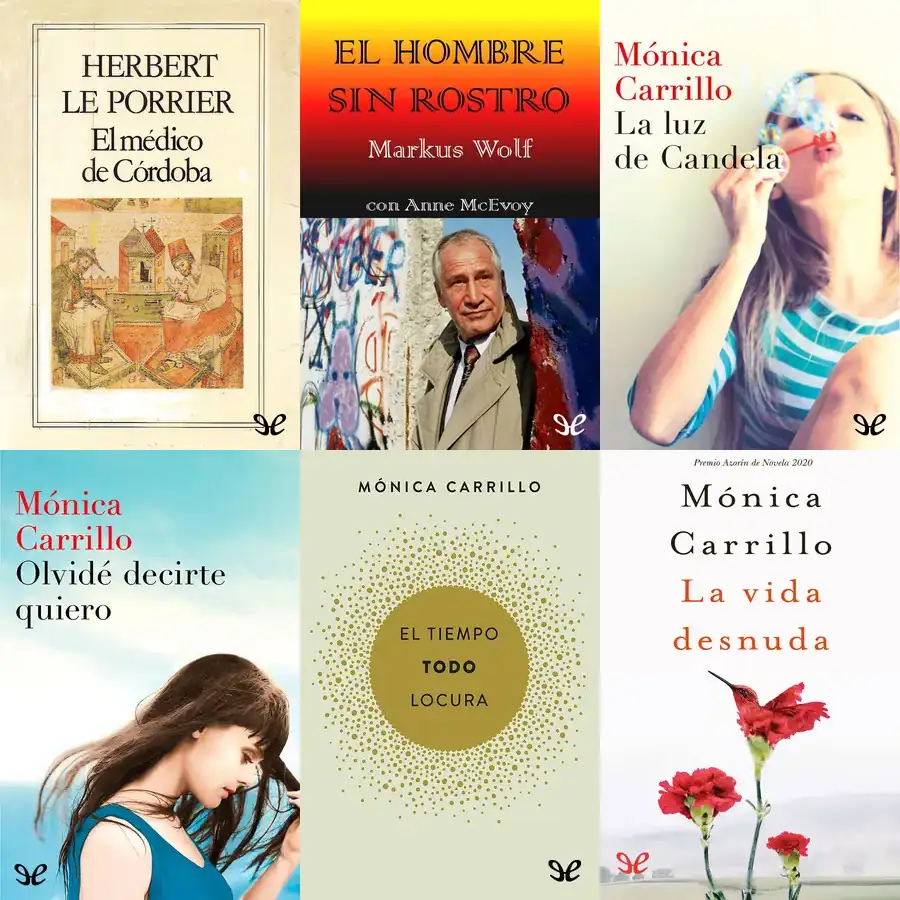 HERBERT
LE PORRIER
El médico
de Córdoba
EL HOMBRE
SIN ROSTRO
Markus Wolf
con Anne McEvoy
Mónica
Carrillo
La luz
de Candela
Mónica
Carrillo
Olvidé decirte
quiero
MÓNICA CARRILLO
EL TIEMPO
TODO
LOCURA
Premio Azorín de Novela 2020
Mónica
Carrillo
La vida
desnuda